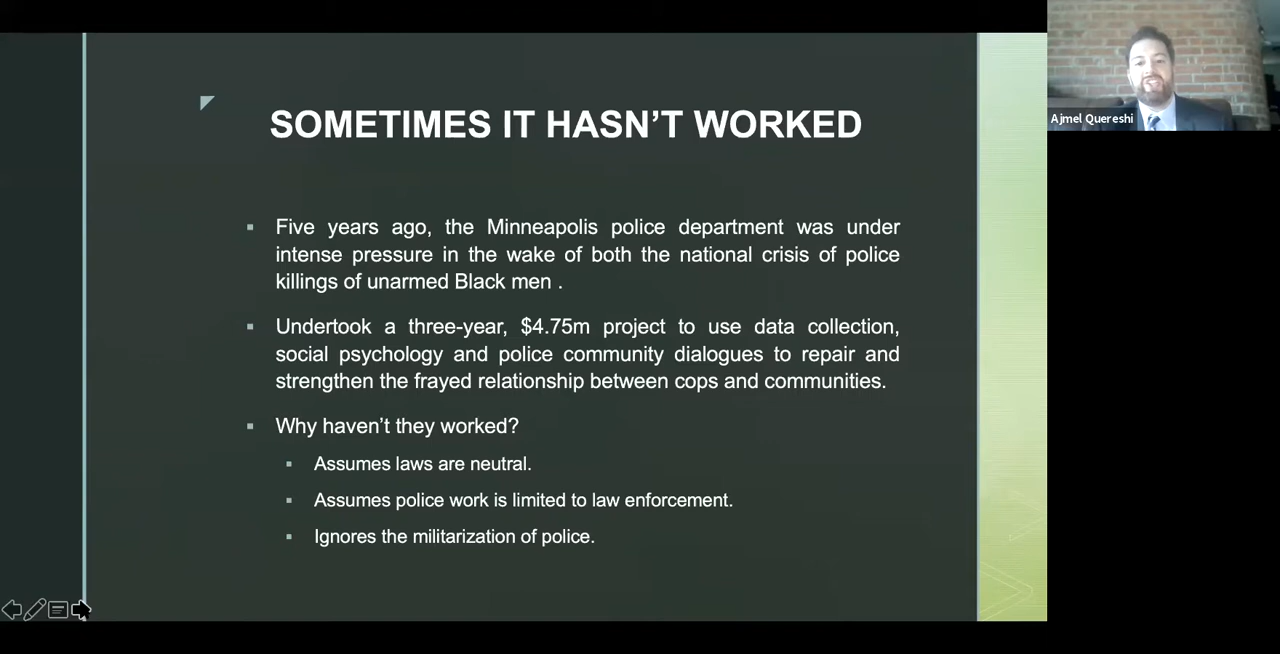 SOMETIMES IT HASN'T WORKED
Five years ago, the Minneapolis police department was under
intense pressure in the wake of both the national crisis of police
killings of unarmed Black men .
Undertook a three-year, $4.75m project to use data collection,
social psychology and police community dialogues to repair and
strengthen the frayed relationship between cops and communities.
Why haven't they worked?
Assumes laws are neutral.
Assumes police work is limited to law enforcement.
Ignores the militarization of police.
Ajmel Quereshi